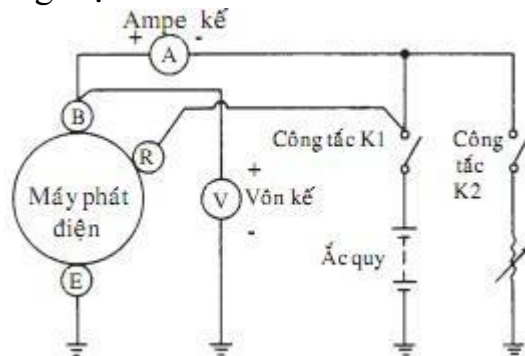 Ampe kế
+ A -
B
R
Công tắc K1
Công tắc K2
Máy phát điện
V
+
Vôn kế
-
Ắc quy
E